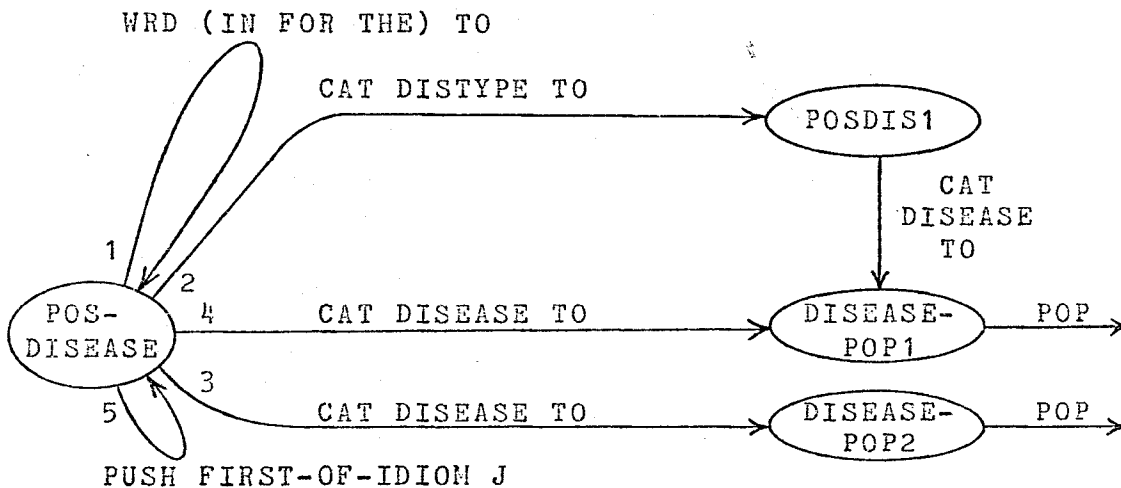 WRD (IN FOR THE) TO
CAT DISTYPE TO
POSDIS1
CAT
DISEASE
TO
1
2
POS-
DISEASE
4
CAT DISEASE TO
DISEASE-
POP1
POP
3
5
CAT DISEASE TO
DISEASE-
POP2
POP
PUSH FIRST-OF-IDIOM J